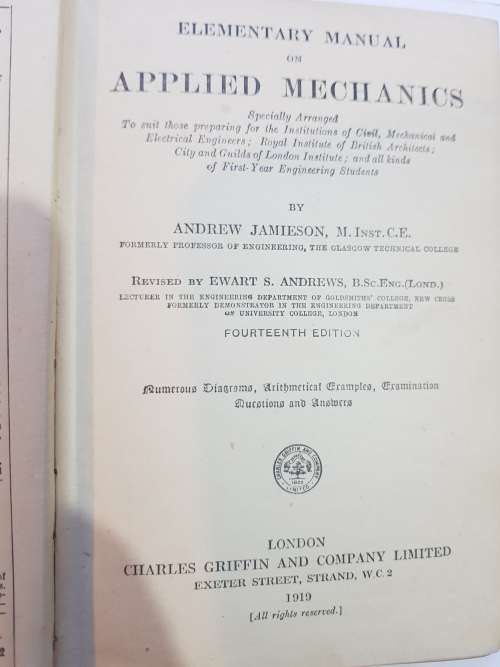 ELEMENTARY MANUAL
ON
APPLIED MECHANICS
Specially Arranged
To suit those preparing for the Institutions of Civil, Mechanical and
Electrical Engineers; Royal Institute of British Architects;
City and Guilds of London Institute; and all kinds
of First-Year Engineering Students
BY
ANDREW JAMIESON, M.INST.C.E.
FORMERLY PROFESSOR OF ENGINEERING, THE GLASGOW TECHNICAL COLLEGE
REVISED BY EWART S. ANDREWS, B.SC.ENG.(LOND.)
LECTURER IN THE ENGINEERING DEPARTMENT OF GOLDSMITHS' COLLEGE, NEW CROSS
FORMERLY DEMONSTRATOR IN THE ENGINEERING DEPARTMENT
OF UNIVERSITY COLLEGE, LONDON
FOURTEENTH EDITION
Numerous Diagrams, Arithmetical Examples, Examination
Questions and Answers
CHARLES GRIFFIN AND COMPANY
LIMITED
LONDON
CHARLES GRIFFIN AND COMPANY LIMITED
EXETER STREET, STRAND, W C 2
1919
[All rights reserved.]